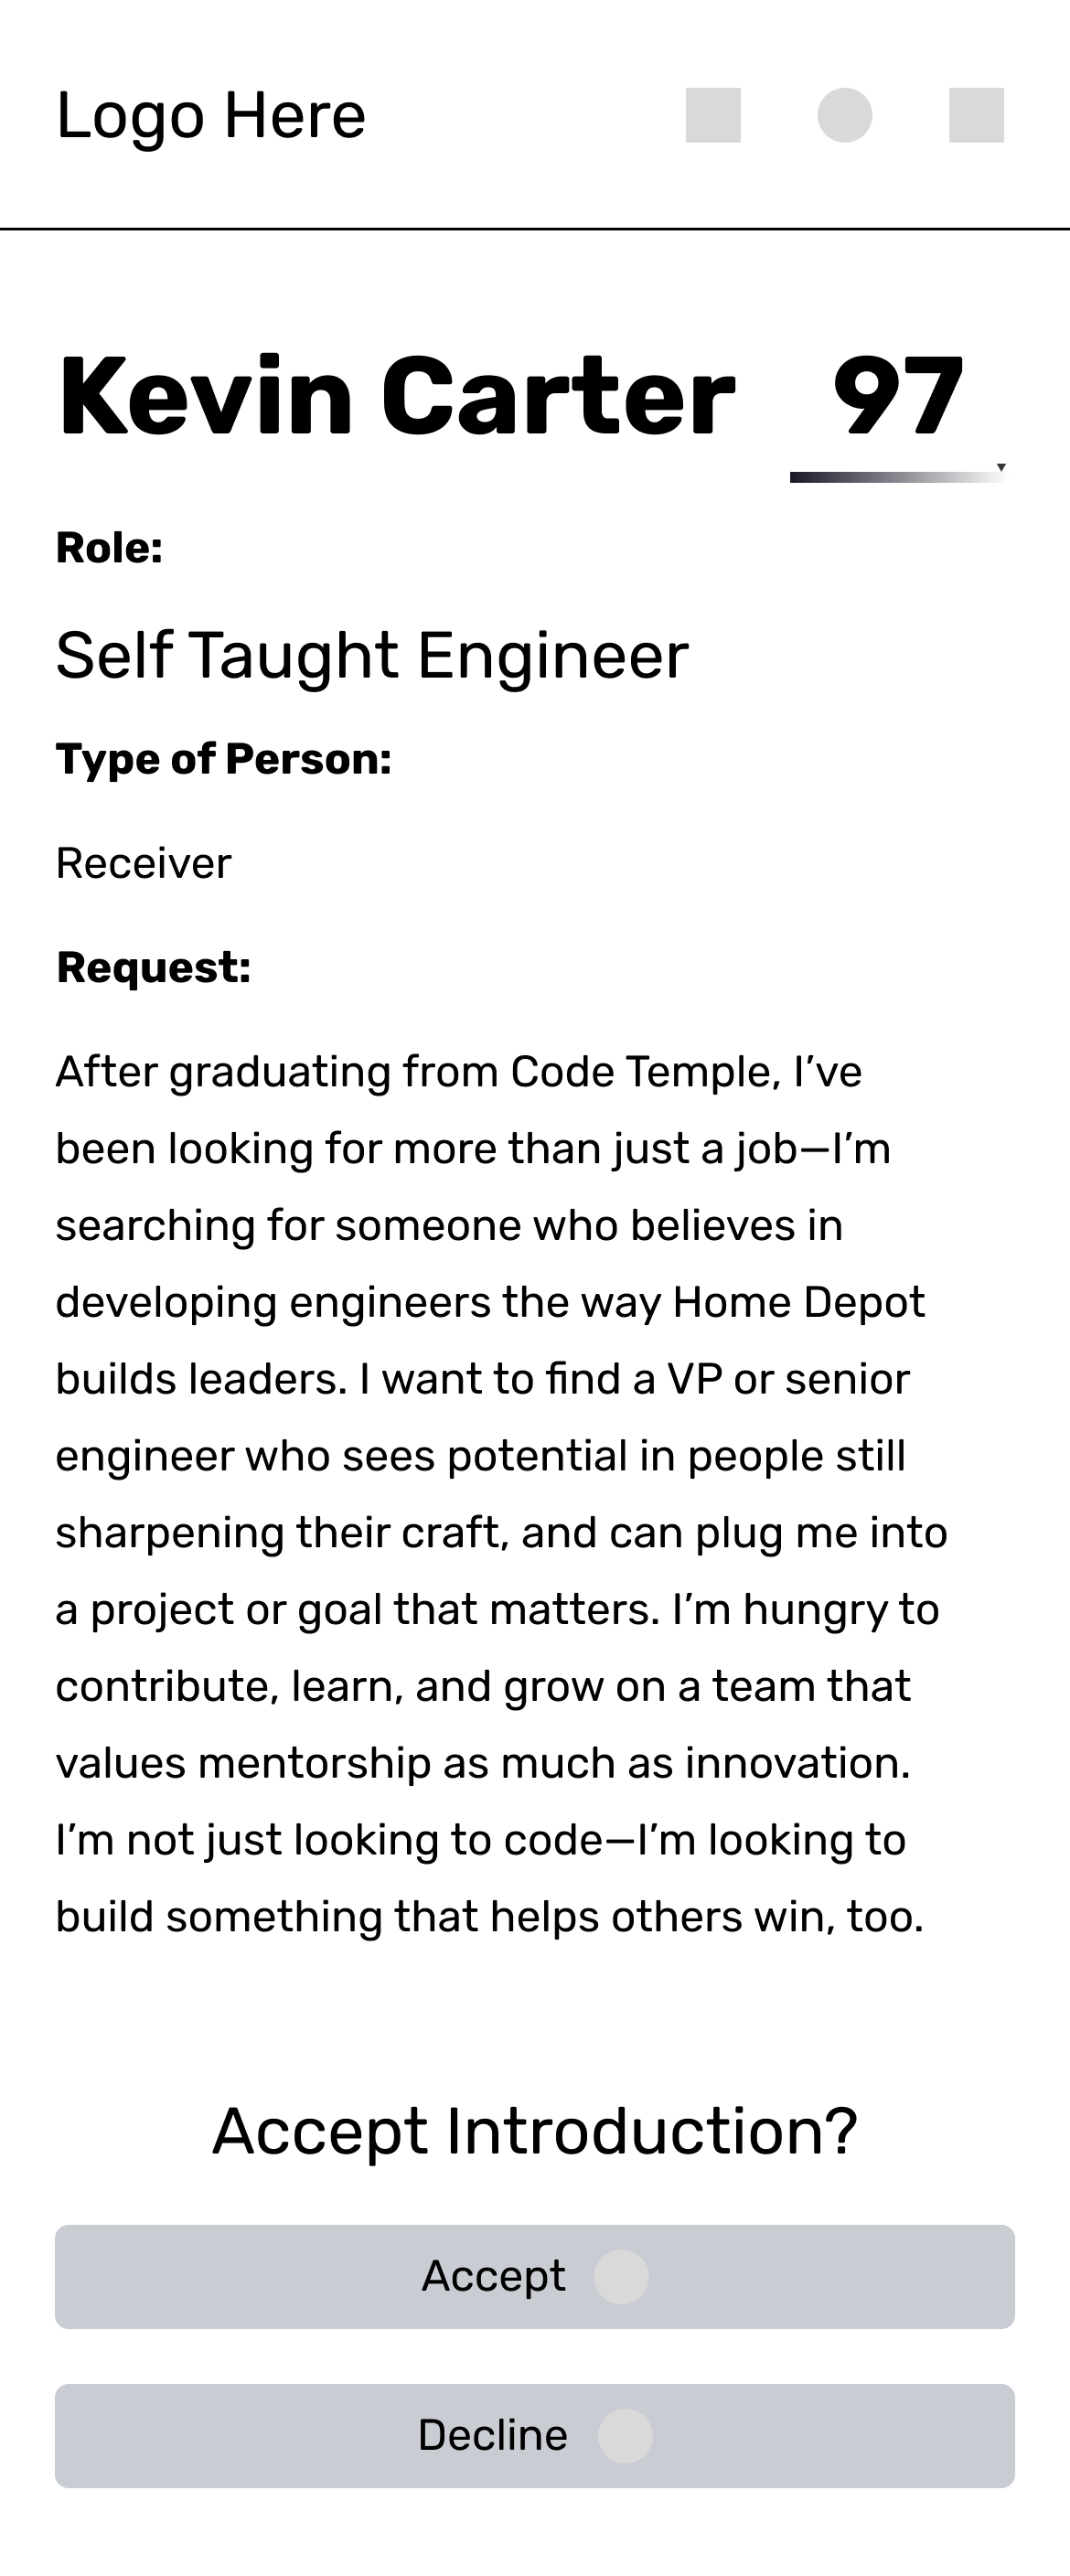 Logo Here
Kevin Carter 97
Role:
Self Taught Engineer
Type of Person:
Receiver
Request:
After graduating from Code Temple, I’ve
been looking for more than just a job—I’m
searching for someone who believes in
developing engineers the way Home Depot
builds leaders. I want to find a VP or senior
engineer who sees potential in people still
sharpening their craft, and can plug me into
a project or goal that matters. I’m hungry to
contribute, learn, and grow on a team that
values mentorship as much as innovation.
I’m not just looking to code—I’m looking to
build something that helps others win, too.
Accept Introduction?
Accept
Decline